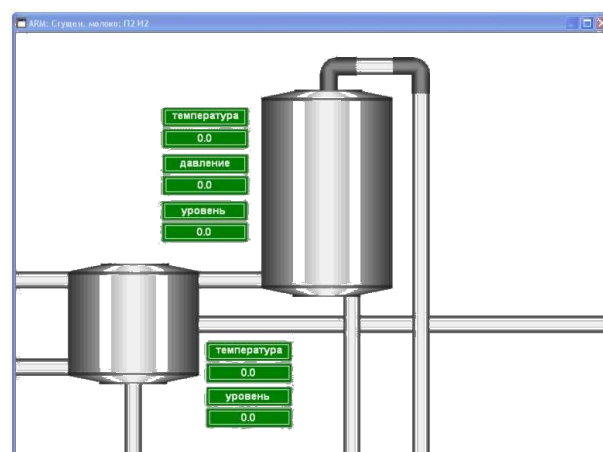 ARM: Сгущен. молоко: П2 И2
температура
0.0
давление
0.0
уровень
0.0
температура
0.0
уровень
0.0